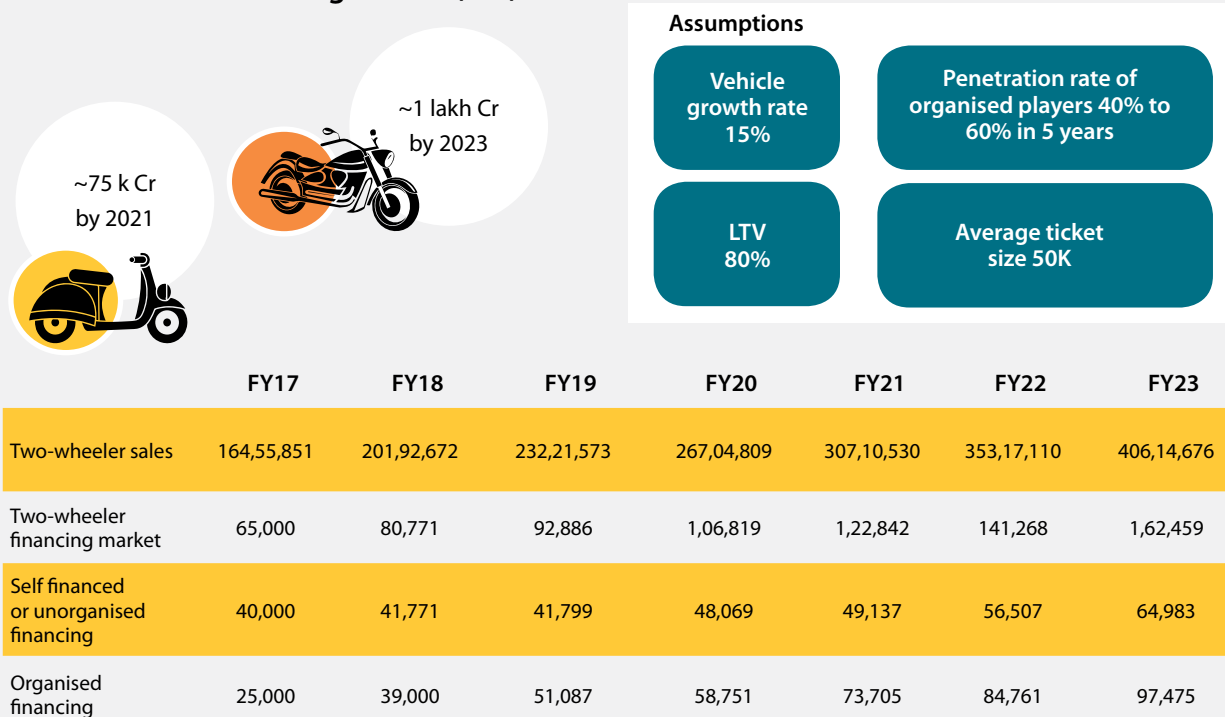 Assumptions
Vehicle
growth rate
15%
Penetration rate of
organised players 40% to
60% in 5 years
LTV
80%
Average ticket
size 50K
~1 lakh Cr
by 2023
~75 k Cr
by 2021
FY17 FY18 FY19 FY20 FY21 FY22 FY23
Two-wheeler sales 164,55,851 201,92,672 232,21,573 267,04,809 307,10,530 353,17,110 406,14,676
Two-wheeler
financing market 65,000 80,771 92,886 1,06,819 1,22,842 141,268 1,62,459
Self financed
or unorganised
financing 40,000 41,771 41,799 48,069 49,137 56,507 64,983
Organised
financing 25,000 39,000 51,087 58,751 73,705 84,761 97,475